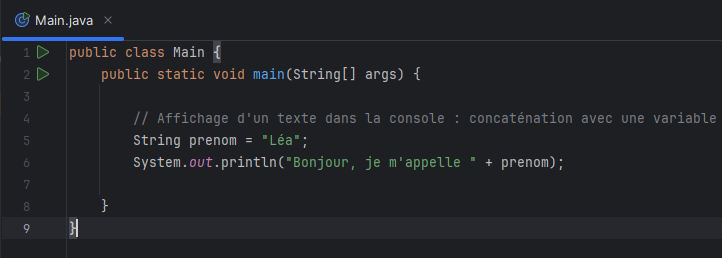 Main.java
1 public class Main {
2 public static void main(String[] args) {
3
4 // Affichage d'un texte dans la console : concaténation avec une variable
5 String prenom = "Léa";
6 System.out.println("Bonjour, je m'appelle " + prenom);
7
8 }
9 }